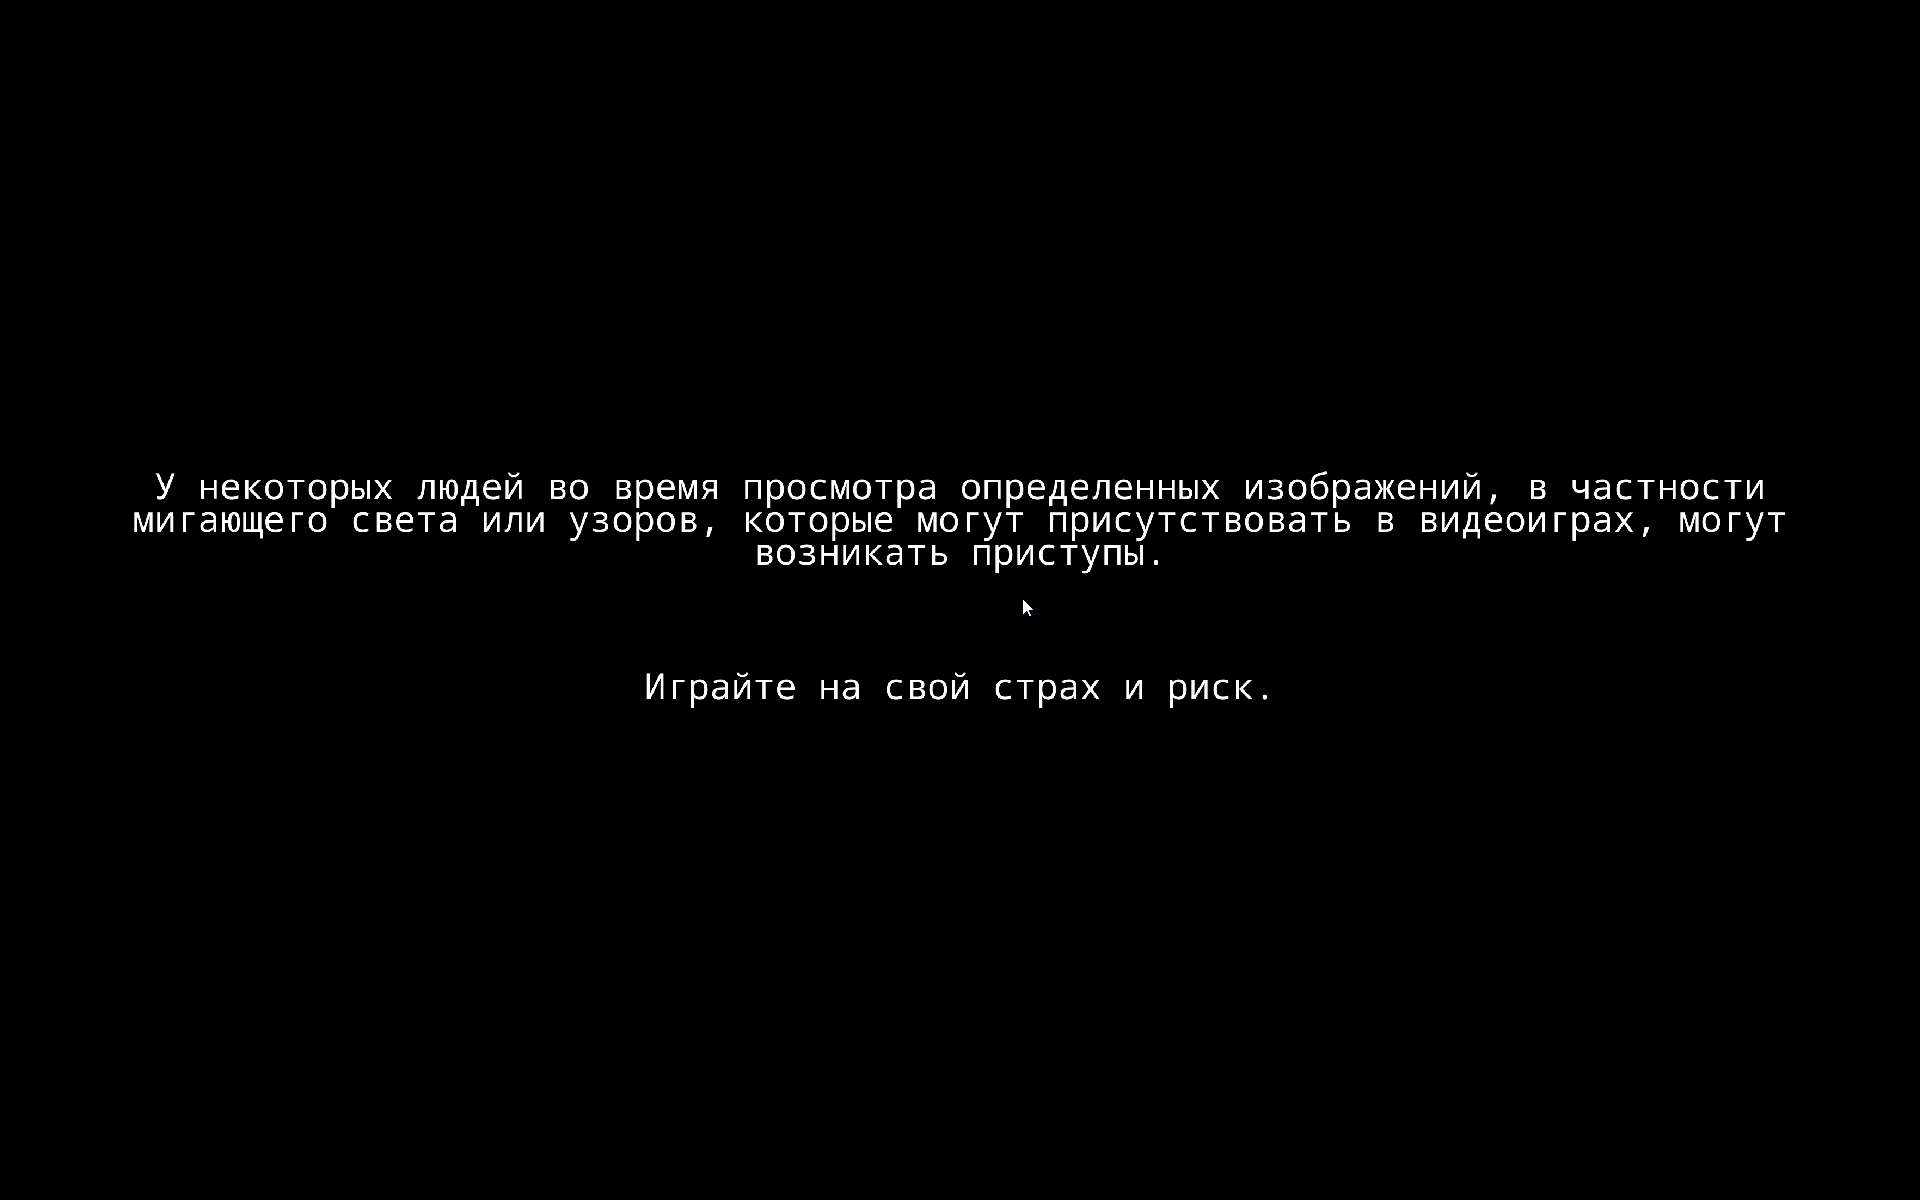 У некоторых людей во время просмотра определенных изображений, в частности
мигающего света или узоров, которые могут присутствовать в видеоиграх, могут
возникать приступы.
Играйте на свой страх и риск.